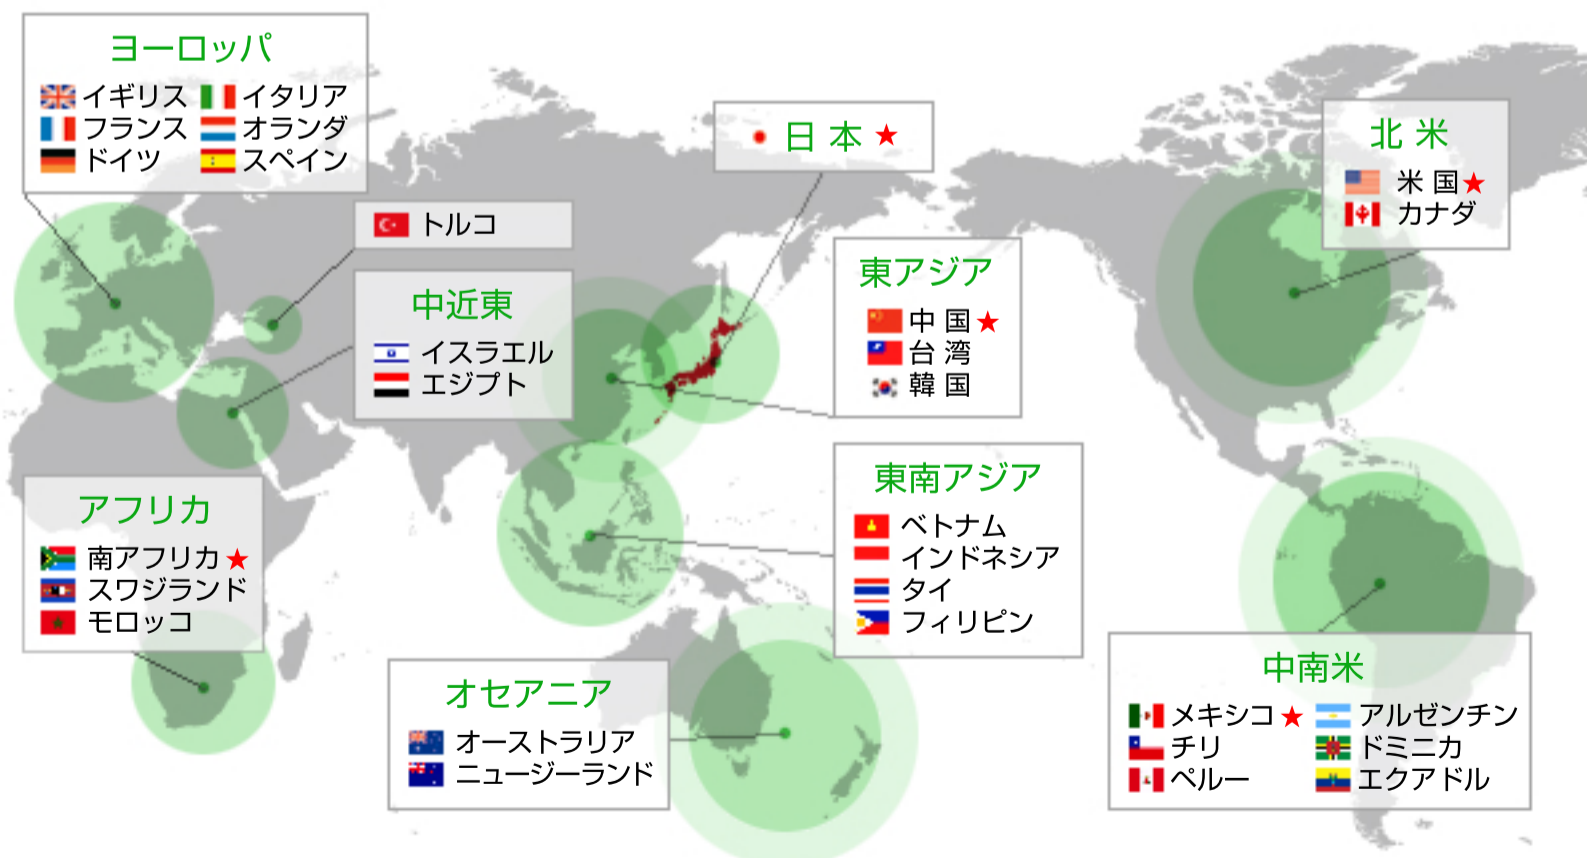 ヨーロッパ
イギリス イタリア
フランス オランダ
ドイツ スペイン
トルコ
中近東
イスラエル
エジプト
アフリカ
南アフリカ★
スワジランド
モロッコ
日本★
東アジア
中国★
台湾
韓国
東南アジア
ベトナム
インドネシア
タイ
フィリピン
オセアニア
オーストラリア
ニュージーランド
北米
米国★
カナダ
中南米
メキシコ★ アルゼンチン
チリ ドミニカ
ペルー エクアドル